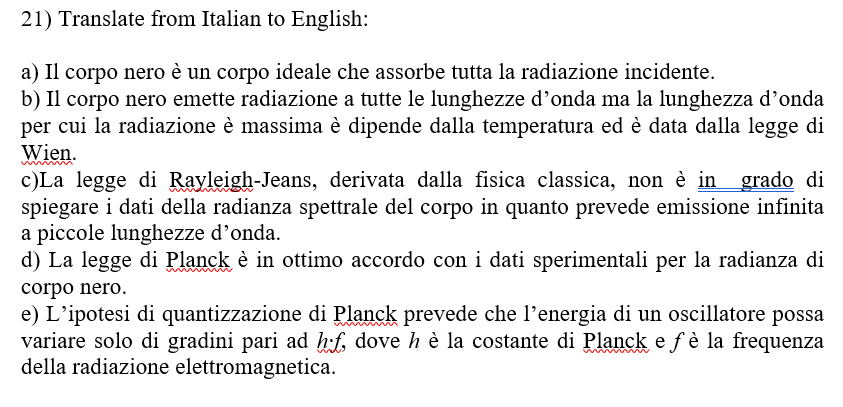 21) Translate from Italian to English:
a) Il corpo nero è un corpo ideale che assorbe tutta la radiazione incidente.
b) Il corpo nero emette radiazione a tutte le lunghezze d’onda ma la lunghezza d’onda
per cui la radiazione è massima è dipende dalla temperatura ed è data dalla legge di
Wien.
c)La legge di Rayleigh-Jeans, derivata dalla fisica classica, non è in grado di
spiegare i dati della radianza spettrale del corpo in quanto prevede emissione infinita
a piccole lunghezze d’onda.
d) La legge di Planck è in ottimo accordo con i dati sperimentali per la radianza di
corpo nero.
e) L’ipotesi di quantizzazione di Planck prevede che l’energia di un oscillatore possa
variare solo di gradini pari ad h·f, dove h è la costante di Planck e f è la frequenza
della radiazione elettromagnetica.